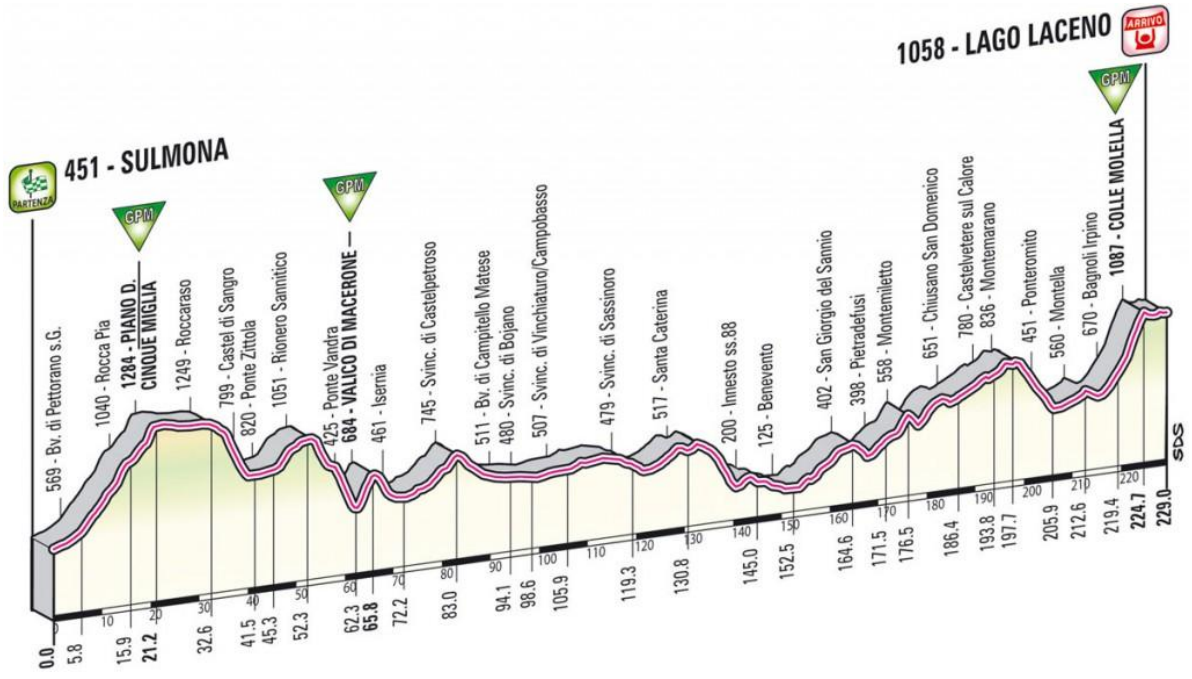 1058 - LAGO LACENO
ARRIVO
GPM
451 - SULMONA
PARTENZA
GPM
GPM
569 - Bv. di Pettorano s.G.
1040 - Rocca Pia
1284 - PIANO D.
CINQUE MIGLIA
1249 - Roccaraso
799 - Castel di Sangro
820 - Ponte Zittola
1051 - Rionero Sannitico
425 - Ponte Vandra
684 - VALICO DI MACERONE
461 - Isernia
745 - Svinc. di Castelpetroso
511 - Bv. di Campitello Matese
480 - Svinc. di Bojano
507 - Svinc. di Vinchiaturo/Campobasso
479 - Svinc. di Sassinoro
517 - Santa Caterina
200 - Innesto ss.88
125 - Benevento
402 - San Giorgio del Sannio
398 - Pietradefusi
558 - Montemiletto
651 - Chiusano San Domenico
780 - Castelvetere sul Calore
836 - Montemarano
451 - Ponteromito
560 - Montella
670 - Bagnoli Irpino
1087 - COLLE MOLELLA
SDS
0
10
20
30
40
50
60
70
80
90
100
110
120
130
140
150
160
170
180
190
200
210
220
0.0
5.8
15.9
21.2
32.6
41.5
45.3
52.3
62.3
65.8
72.2
83.0
94.1
98.6
105.9
119.3
130.8
145.0
152.5
164.6
171.5
176.5
186.4
193.8
197.7
205.9
212.6
219.4
224.7
229.0